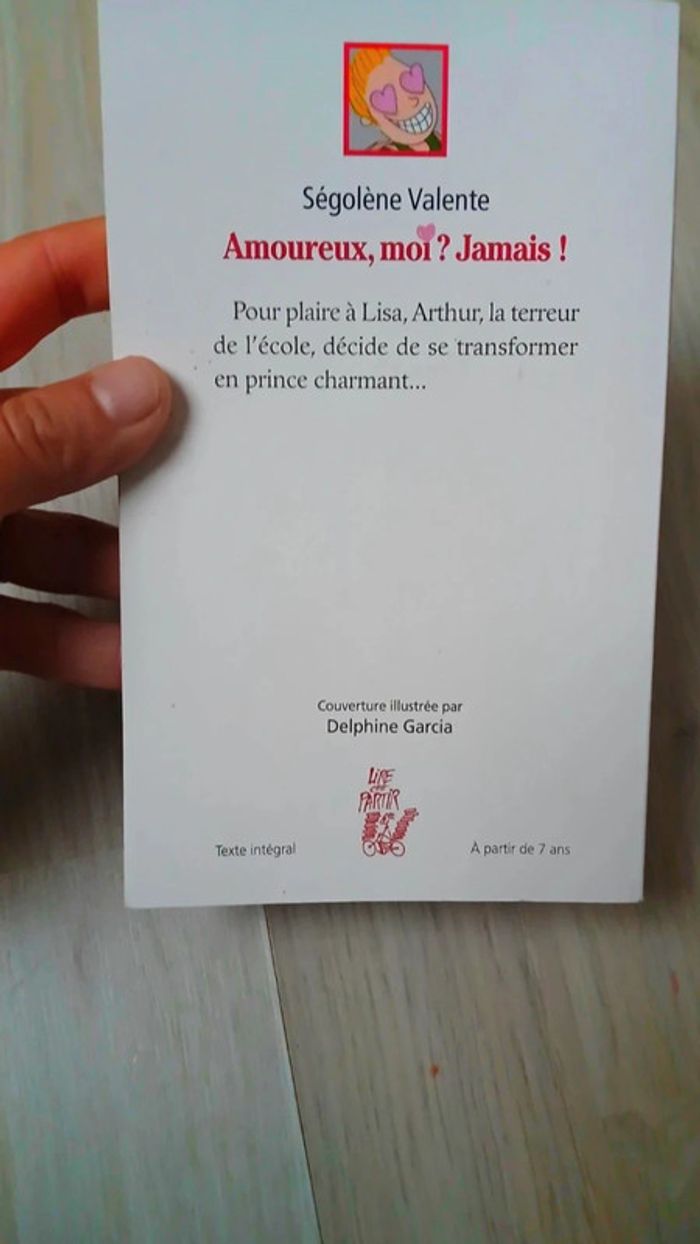 Ségolène Valente
Amoureux, moi ? Jamais !
Pour plaire à Lisa, Arthur, la terreur
de l'école, décide de se transformer
en prince charmant...
Couverture illustrée par
Delphine Garcia
LIRE
c'est
PARTIR
Texte intégral
À partir de 7 ans